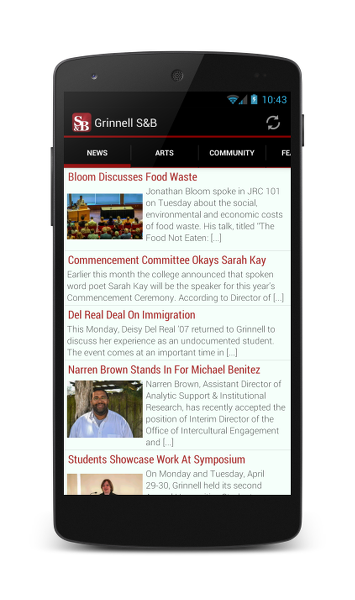 10:43
S&B
Grinnell S&B
NEWS ARTS COMMUNITY FEA
Bloom Discusses Food Waste
Jonathan Bloom spoke in JRC 101
on Tuesday about the social,
environmental and economic costs
of food waste. His talk, titled "The
Food Not Eaten: [...]
Commencement Committee Okays Sarah Kay
Earlier this month the college announced that spoken
word poet Sarah Kay will be the speaker for this year's
Commencement Ceremony. According to Director of [...]
Del Real Deal On Immigration
This Monday, Deisy Del Real '07 returned to Grinnell to
discuss her experience as an undocumented student.
The event comes at an important time in [...]
Narren Brown Stands In For Michael Benitez
Narren Brown, Assistant Director of
Analytic Support & Institutional
Research, has recently accepted the
position of Interim Director of the
Office of Intercultural Engagement
and [...]
Students Showcase Work At Symposium
On Monday and Tuesday, April
29-30, Grinnell held its second